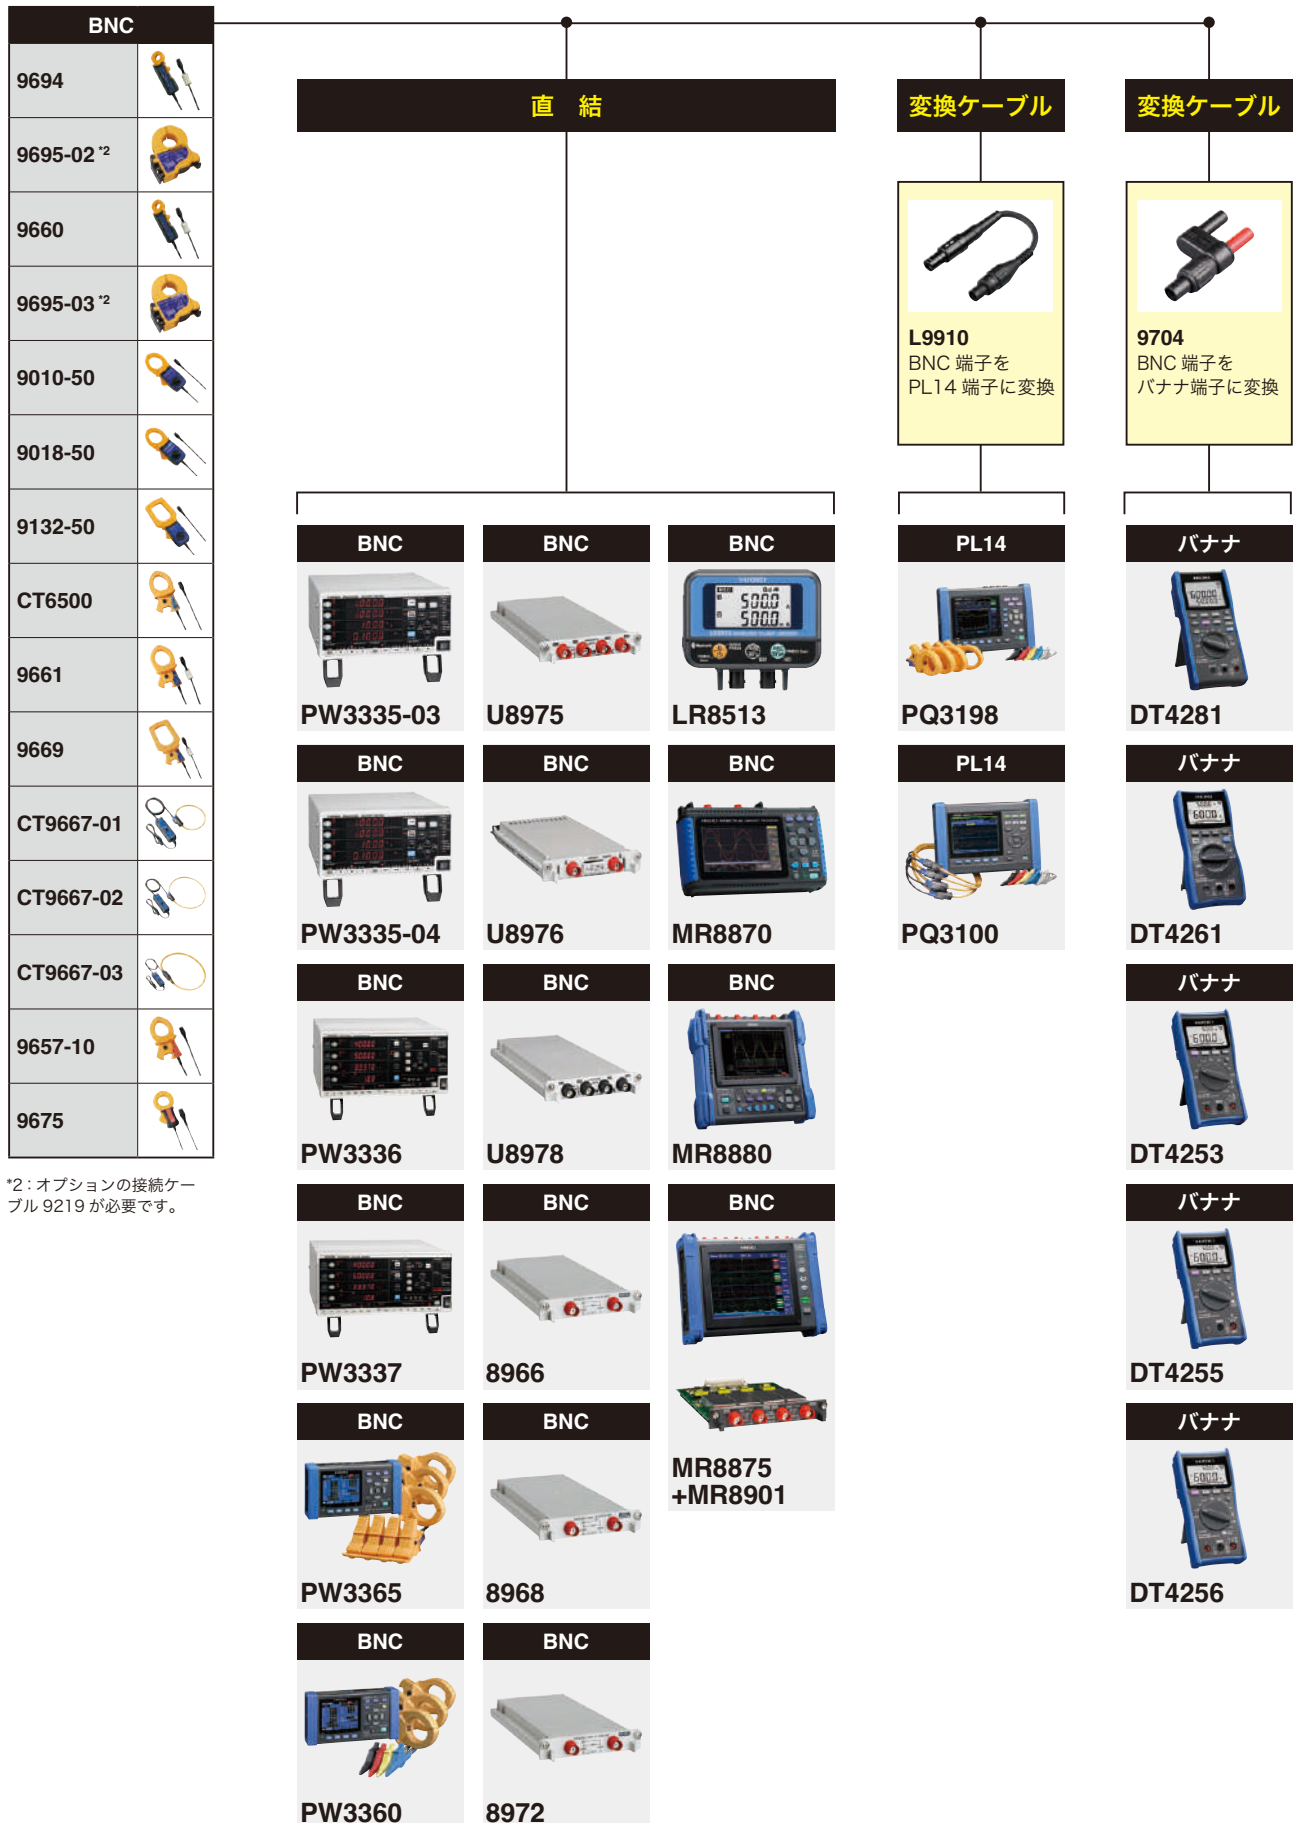 BNC
9694
9695-02 *2
9660
9695-03 *2
9010-50
9018-50
9132-50
CT6500
9661
9669
CT9667-01
CT9667-02
CT9667-03
9657-10
9675
*2：オプションの接続ケー
ブル 9219 が必要です。
直 結
変換ケーブル
変換ケーブル
L9910
BNC 端子を
PL14 端子に変換
9704
BNC 端子を
バナナ端子に変換
BNC
PW3335-03
BNC
U8975
BNC
LR8513
PL14
PQ3198
バナナ
DT4281
BNC
PW3335-04
BNC
U8976
BNC
MR8870
PL14
PQ3100
バナナ
DT4261
BNC
PW3336
BNC
U8978
BNC
MR8880
バナナ
DT4253
BNC
PW3337
BNC
8966
BNC
MR8875
+MR8901
バナナ
DT4255
BNC
PW3365
BNC
8968
バナナ
DT4256
BNC
PW3360
BNC
8972